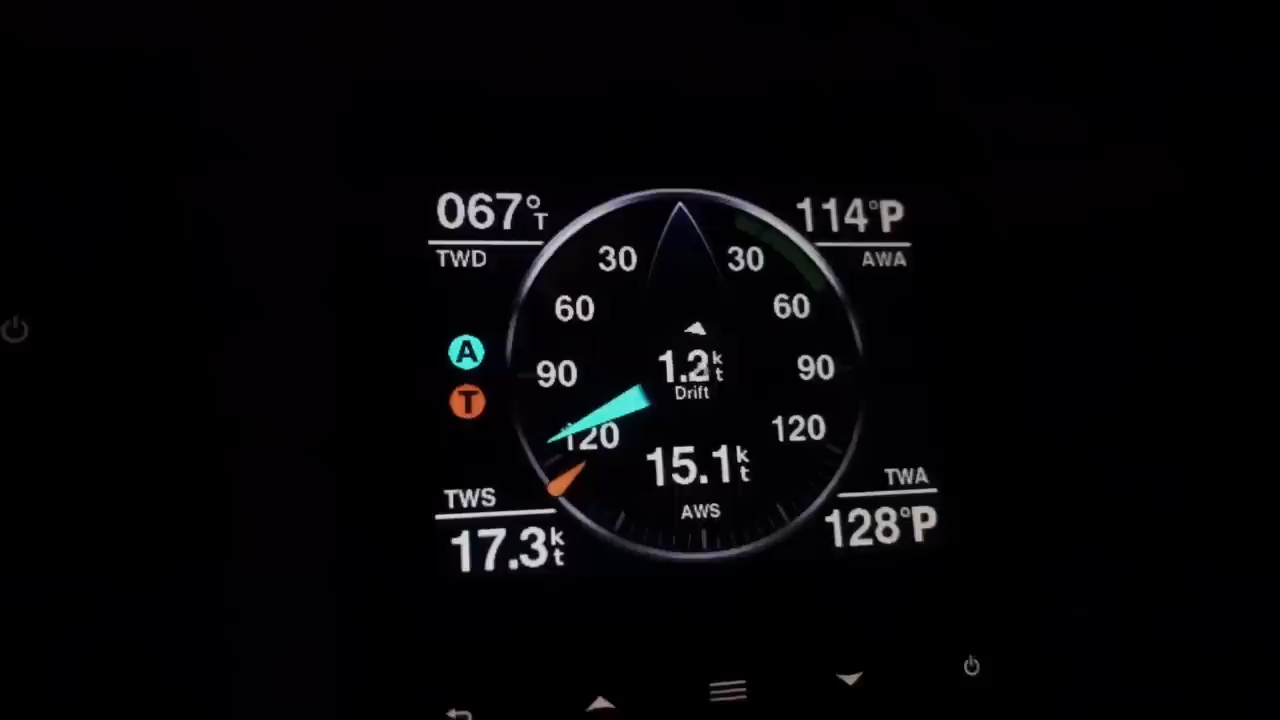 067°T
TWD
114°P
AWA
30
30
60
60
90
90
120
120
A
T
1.2kt
Drift
15.1kt
AWS
TWS
17.3kt
TWA
128°P